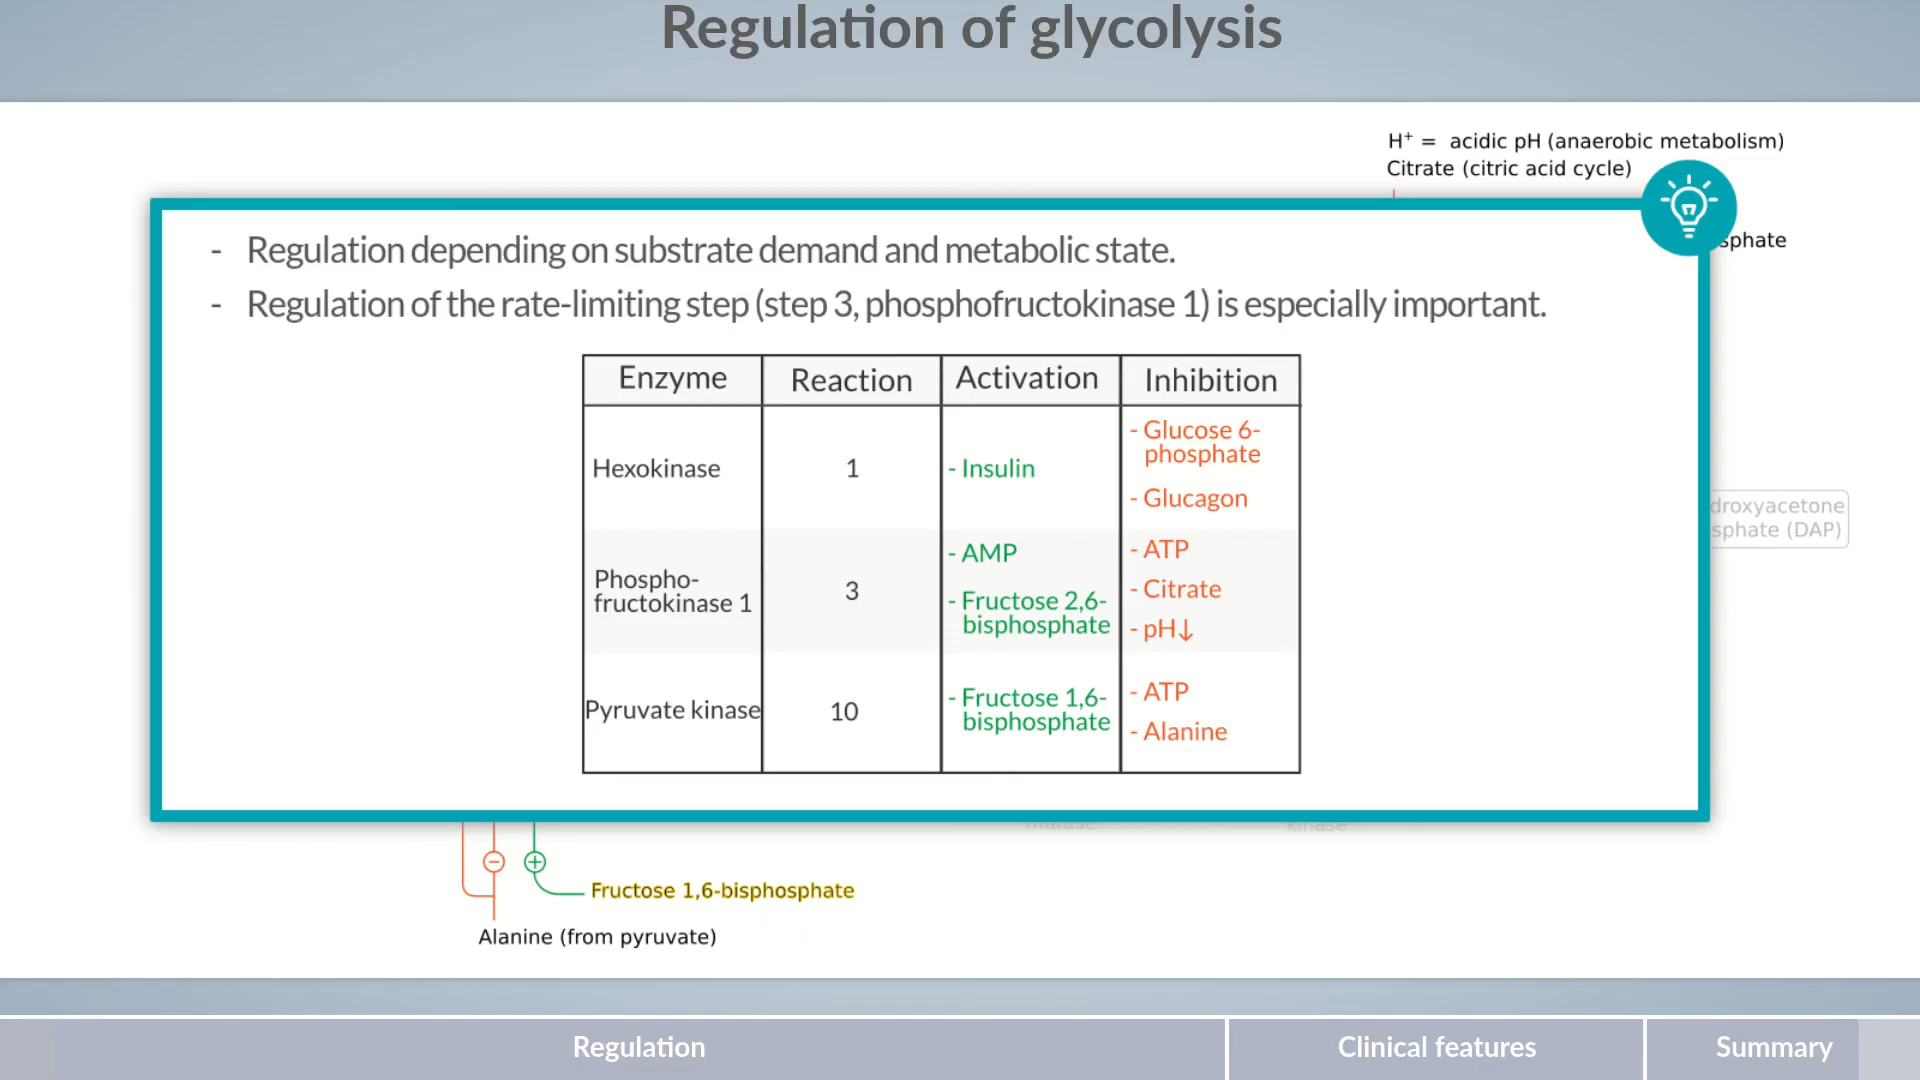 Regulation of glycolysis
H⁺ = acidic pH (anaerobic metabolism)
Citrate (citric acid cycle)
sphate
- Regulation depending on substrate demand and metabolic state.
- Regulation of the rate-limiting step (step 3, phosphofructokinase 1) is especially important.
Enzyme Reaction Activation Inhibition
Hexokinase 1 - Insulin - Glucose 6-
phosphate
- Glucagon
Phospho-
fructokinase 1 3 - AMP
- Fructose 2,6-
bisphosphate
- ATP
- Citrate
- pH↓
Pyruvate kinase 10 - Fructose 1,6-
bisphosphate
- ATP
- Alanine
droxyacetone
sphate (DAP)
mutase
kinase
Fructose 1,6-bisphosphate
Alanine (from pyruvate)
Regulation
Clinical features
Summary